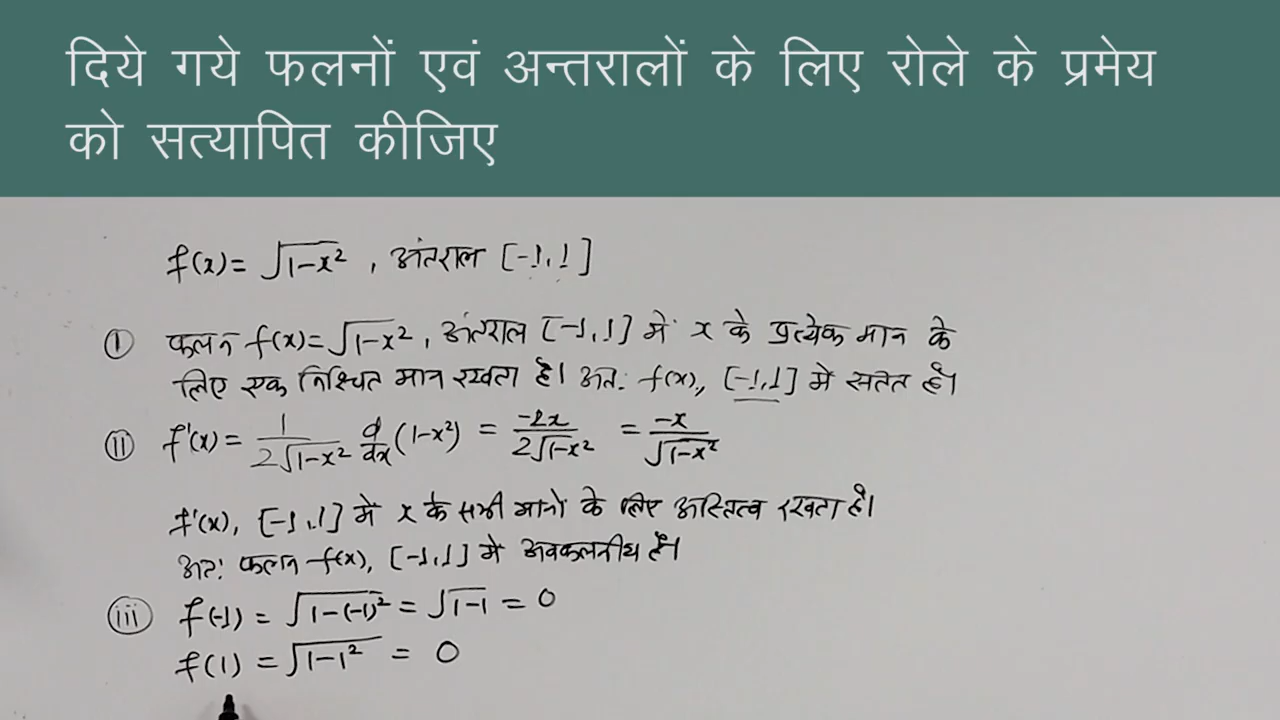 दिये गये फलनों एवं अन्तरालों के लिए रोले के प्रमेय
को सत्यापित कीजिए
f(x) = √(1-x²) , अंतराल [-1,1]
(i) फलन f(x) = √(1-x²) , अंतराल [-1,1] में x के प्रत्येक मान के
लिए एक निश्चित मान रखता है। अतः f(x), [-1,1] में सतत है।
(ii) f'(x) = 1/(2√(1-x²)) d/dx (1-x²) = -2x/(2√(1-x²)) = -x/√(1-x²)
f'(x), [-1,1] में x के सभी मानों के लिए अस्तित्व रखता है।
अतः फलन f(x), [-1,1] में अवकलनीय है।
(iii) f(-1) = √(1-(-1)²) = √(1-1) = 0
f(1) = √(1-1²) = 0